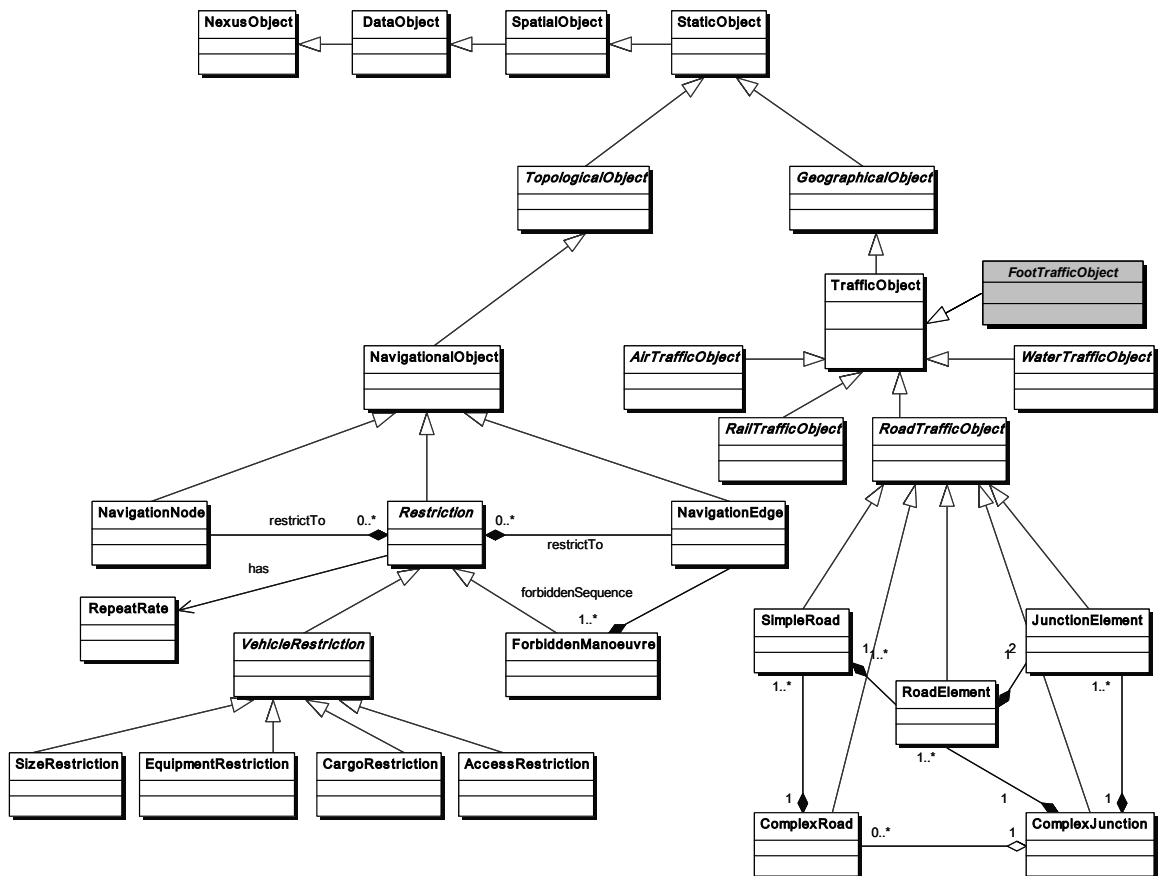 NexusObject
DataObject
SpatialObject
StaticObject
TopologicalObject
GeographicalObject
TrafficObject
FootTrafficObject
NavigationalObject
AirTrafficObject
WaterTrafficObject
RailTrafficObject
RoadTrafficObject
NavigationNode
restrictTo
0..*
Restriction
0..*
restrictTo
NavigationEdge
has
forbiddenSequence
1..*
RepeatRate
VehicleRestriction
ForbiddenManoeuvre
SimpleRoad
JunctionElement
1
1..*
1
2
1..*
RoadElement
1..*
1..*
SizeRestriction
EquipmentRestriction
CargoRestriction
AccessRestriction
1
1
1
ComplexRoad
0..*
1
ComplexJunction